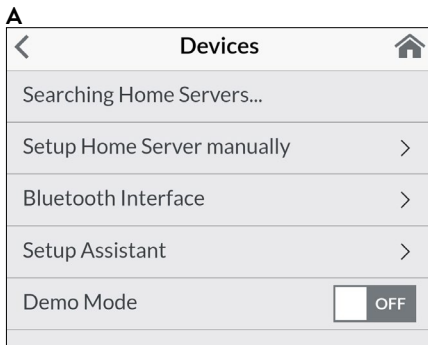 A
Devices
Searching Home Servers...
Setup Home Server manually
Bluetooth Interface
Setup Assistant
Demo Mode
OFF